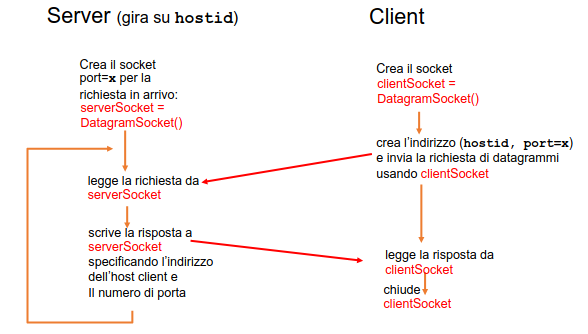 Server (gira su hostid)
Crea il socket
port=x per la
richiesta in arrivo:
serverSocket =
DatagramSocket()
legge la richiesta da
serverSocket
scrive la risposta a
serverSocket
specificando l'indirizzo
dell'host client e
Il numero di porta
Client
Crea il socket
clientSocket =
DatagramSocket()
crea l'indirizzo (hostid, port=x)
e invia la richiesta di datagrammi
usando clientSocket
legge la risposta da
clientSocket
chiude
clientSocket